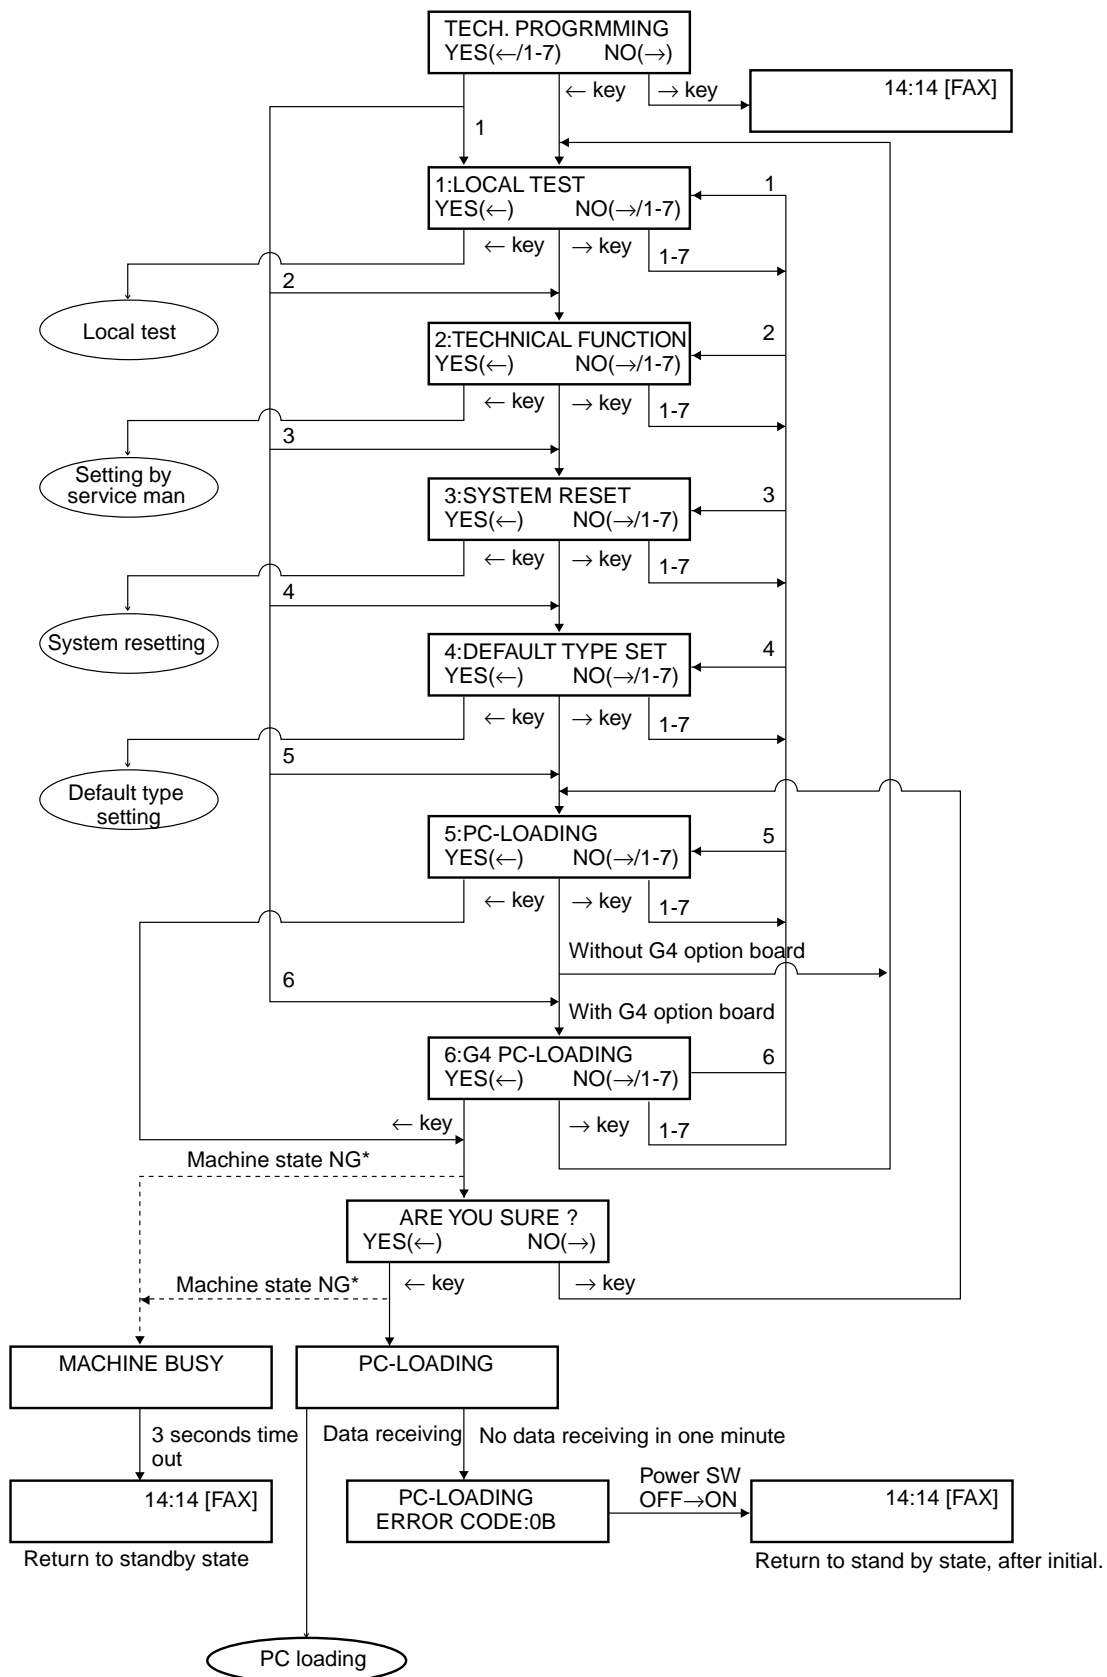 TECH. PROGRMMING
YES(←/1-7) NO(→)
← key
→ key
14:14 [FAX]
1
1:LOCAL TEST
YES(←) NO(→/1-7)
1
← key
→ key
1-7
2
Local test
2:TECHNICAL FUNCTION
YES(←) NO(→/1-7)
2
← key
→ key
1-7
3
Setting by
service man
3:SYSTEM RESET
YES(←) NO(→/1-7)
3
← key
→ key
1-7
4
System resetting
4:DEFAULT TYPE SET
YES(←) NO(→/1-7)
4
← key
→ key
1-7
5
Default type
setting
5:PC-LOADING
YES(←) NO(→/1-7)
5
← key
→ key
1-7
Without G4 option board
6
With G4 option board
6:G4 PC-LOADING
YES(←) NO(→/1-7)
6
← key
→ key
1-7
Machine state NG*
ARE YOU SURE ?
YES(←) NO(→)
← key
→ key
Machine state NG*
MACHINE BUSY
PC-LOADING
3 seconds time
out
Data receiving
No data receiving in one minute
14:14 [FAX]
Return to standby state
PC-LOADING
ERROR CODE:0B
Power SW
OFF→ON
14:14 [FAX]
Return to stand by state, after initial.
PC loading